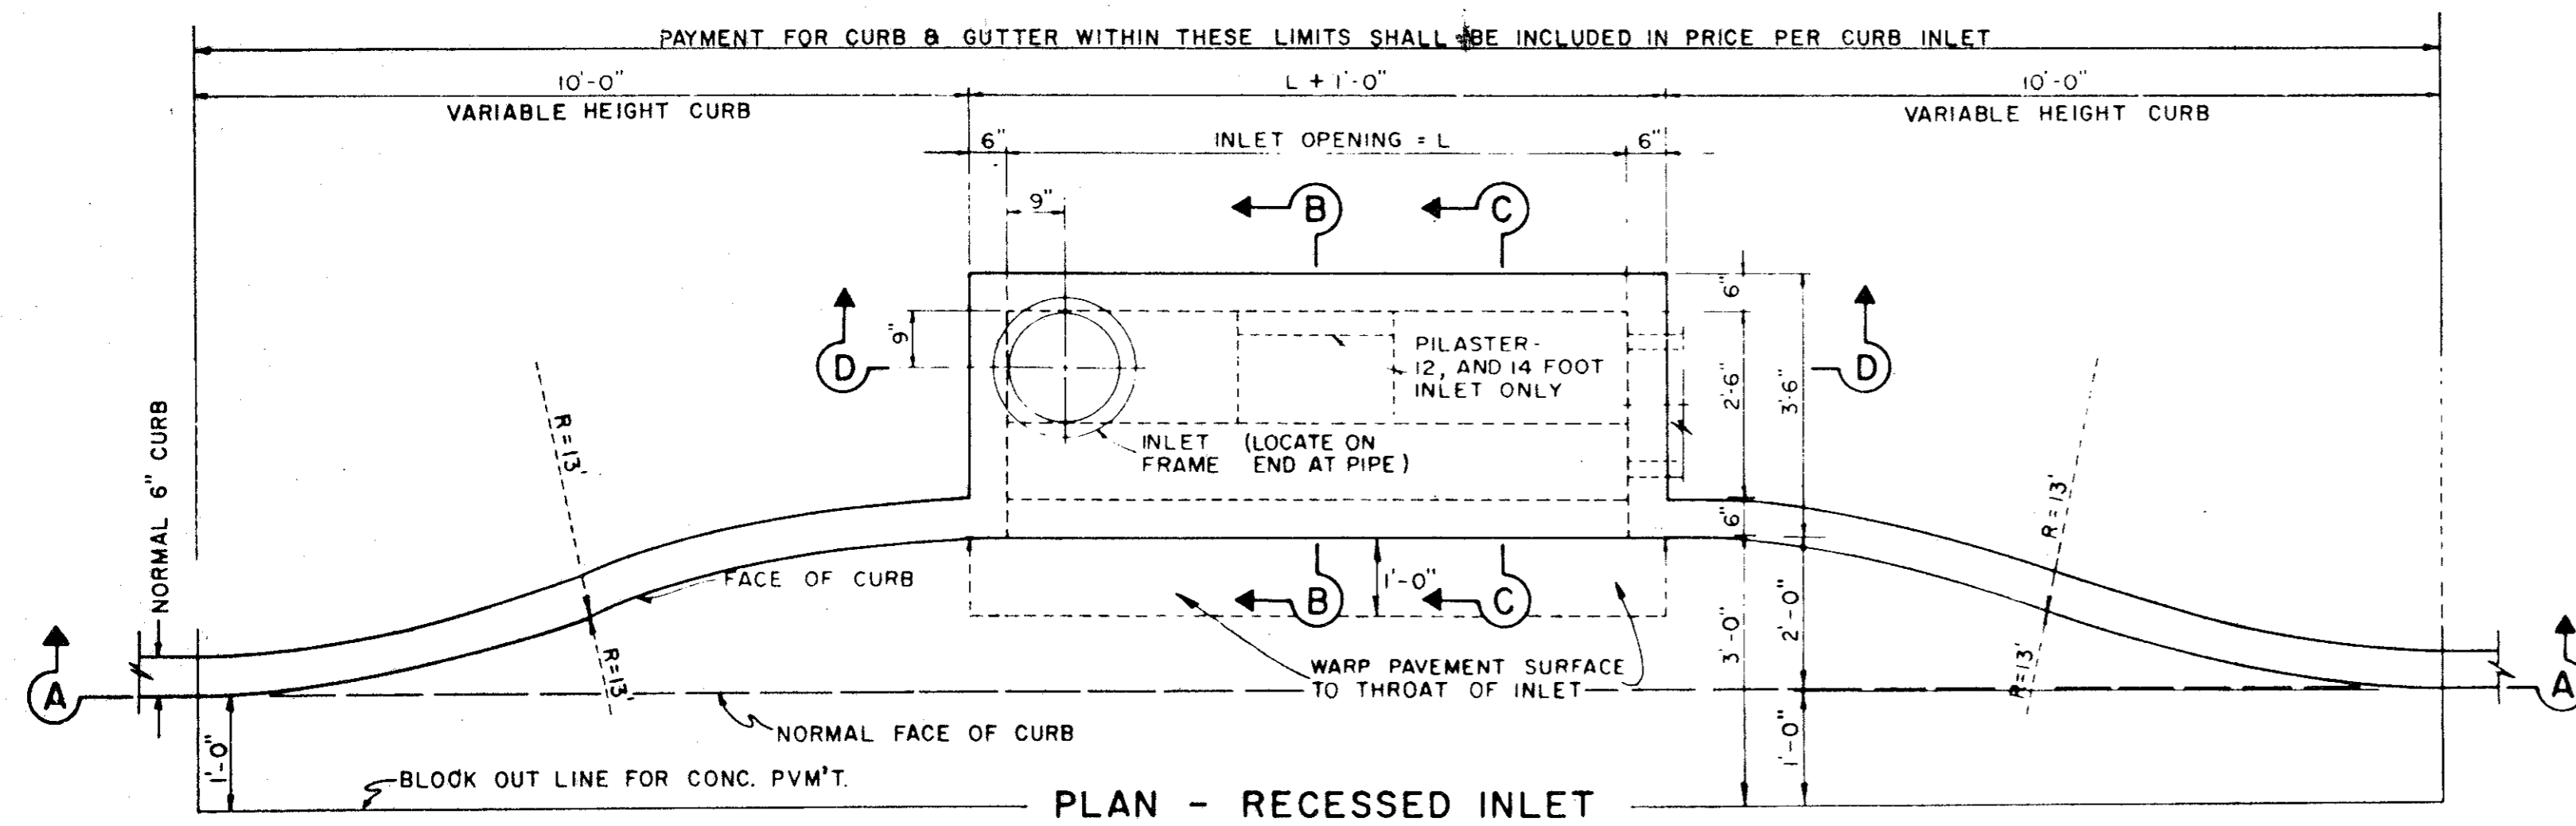 PAYMENT FOR CURB & GUTTER WITHIN THESE LIMITS SHALL BE INCLUDED IN PRICE PER CURB INLET
10'-0"
L + 1'-0"
10'-0"
VARIABLE HEIGHT CURB
VARIABLE HEIGHT CURB
6"
INLET OPENING = L
6"
9"
B
C
D
9"
PILASTER-
12, AND 14 FOOT
INLET ONLY
6"
2'-6"
3'-6"
D
NORMAL 6" CURB
R=13'
INLET (LOCATE ON
FRAME END AT PIPE)
R=13'
6"
FACE OF CURB
B
1'-0"
C
A
R=13'
WARP PAVEMENT SURFACE
TO THROAT OF INLET
3'-0"
2'-0"
R=13'
A
NORMAL FACE OF CURB
1'-0"
1'-0"
BLOCK OUT LINE FOR CONC. PVM'T.
PLAN - RECESSED INLET